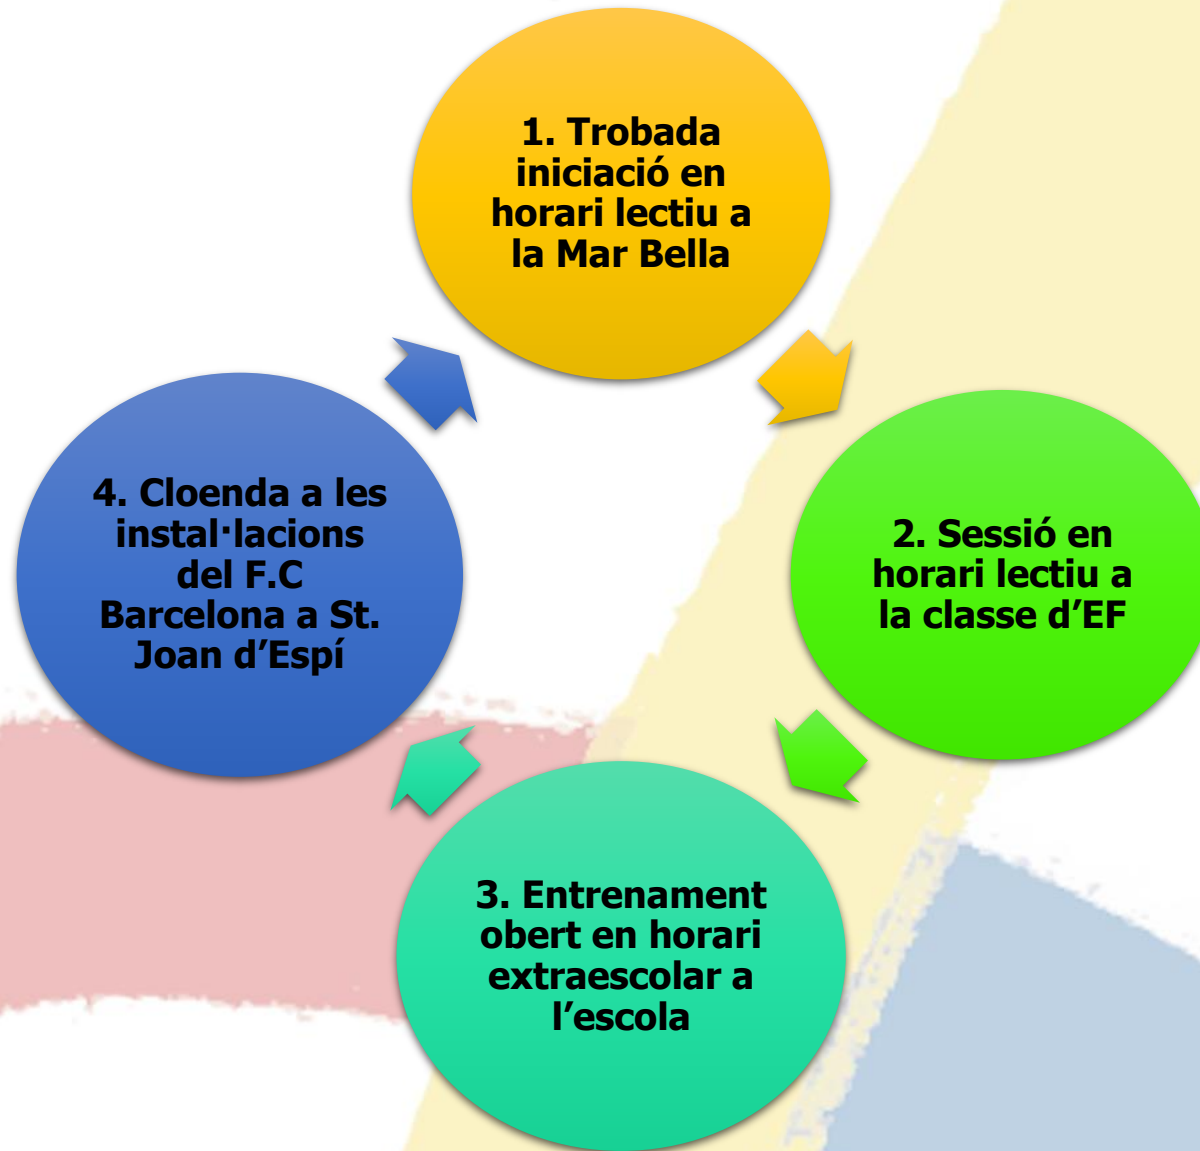 1. Trobada
iniciació en
horari lectiu a
la Mar Bella
2. Sessió en
horari lectiu a
la classe d’EF
3. Entrenament
obert en horari
extraescolar a
l’escola
4. Cloenda a les
instal·lacions
del F.C
Barcelona a St.
Joan d’Espí